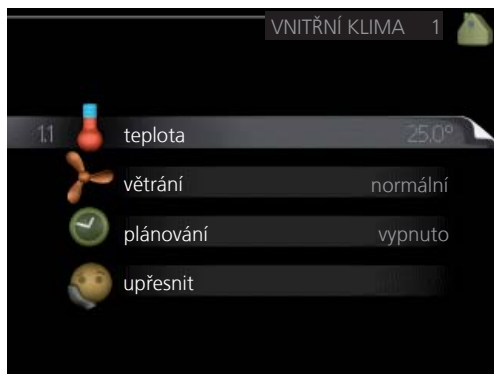 VNITŘNÍ KLIMA 1
1.1 teplota 25.0°
větrání normální
plánování vypnuto
upřesnit